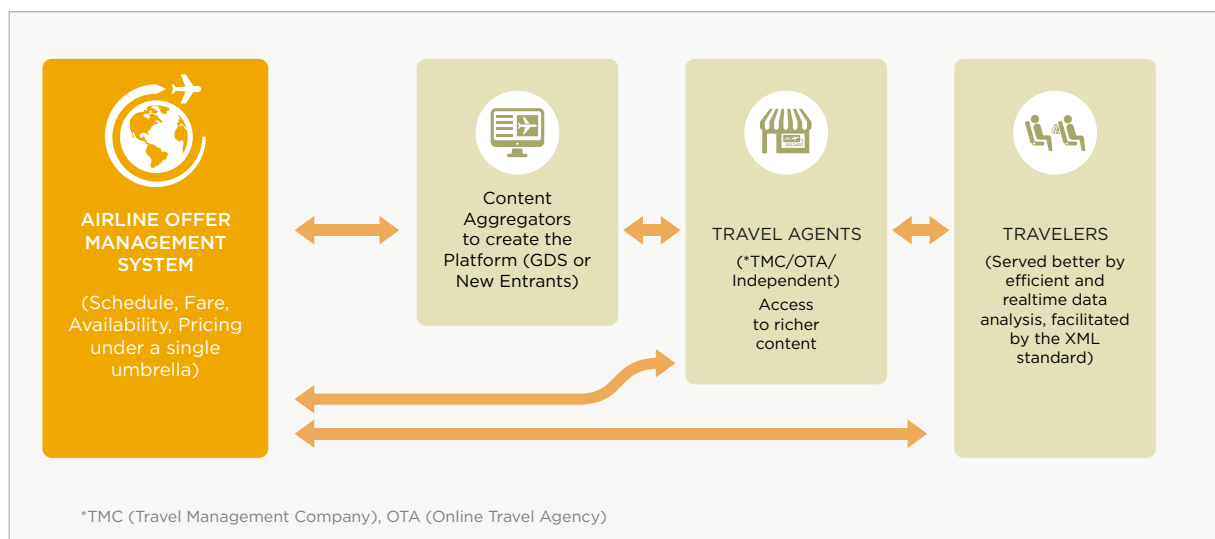 AIRLINE OFFER
MANAGEMENT
SYSTEM
(Schedule, Fare,
Availability, Pricing
under a single
umbrella)
Content
Aggregators
to create the
Platform (GDS or
New Entrants)
TRAVEL AGENTS
(*TMC/OTA/
Independent)
Access
to richer
content
TRAVELERS
(Served better by
efficient and
realtime data
analysis, facilitated
by the XML
standard)
*TMC (Travel Management Company), OTA (Online Travel Agency)